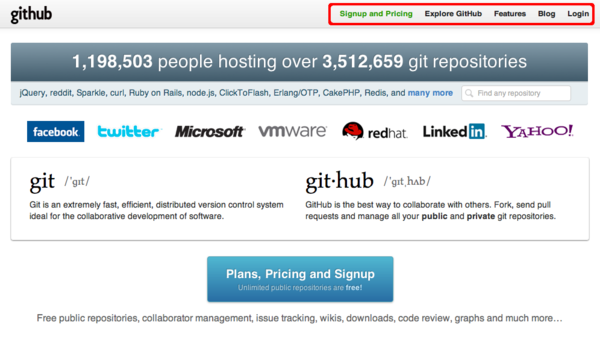 github
Signup and Pricing Explore GitHub Features Blog Login
1,198,503 people hosting over 3,512,659 git repositories
jQuery, reddit, Sparkle, curl, Ruby on Rails, node.js, ClickToFlash, Erlang/OTP, CakePHP, Redis, and many more
Find any repository
facebook twitter Microsoft vmware redhat LinkedIn YAHOO!
git /ˈgɪt/
Git is an extremely fast, efficient, distributed version control system
ideal for the collaborative development of software.
git·hub /ˈgɪtˌhʌb/
GitHub is the best way to collaborate with others. Fork, send pull
requests and manage all your public and private git repositories.
Plans, Pricing and Signup
Unlimited public repositories are free!
Free public repositories, collaborator management, issue tracking, wikis, downloads, code review, graphs and much more…